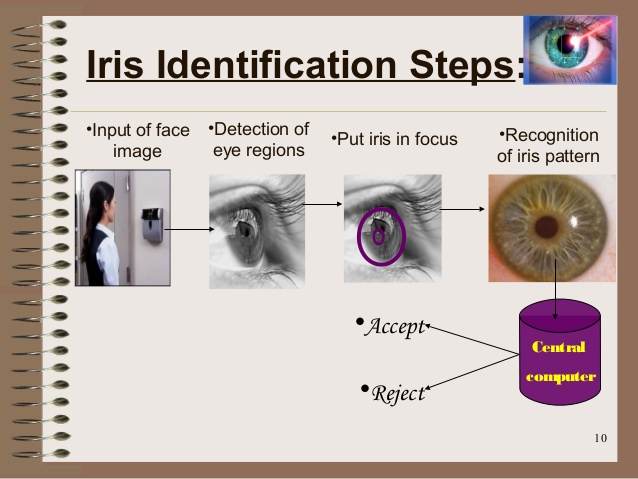 Iris Identification Steps:
•Input of face
image
•Detection of
eye regions
•Put iris in focus
•Recognition
of iris pattern
•Accept
•Reject
Central
computer
10